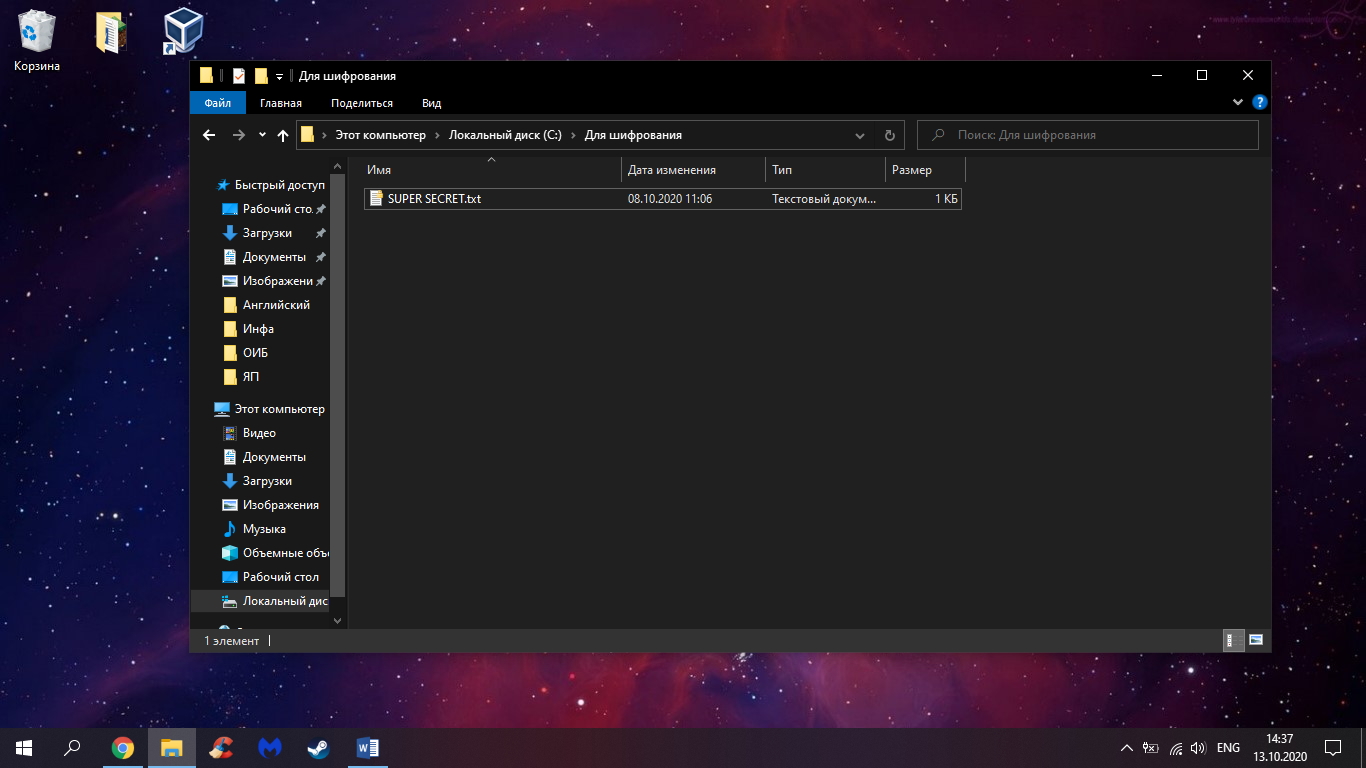 Корзина
Для шифрования
Файл
Главная
Поделиться
Вид
Этот компьютер
Локальный диск (C:)
Для шифрования
Поиск: Для шифрования
Имя
Дата изменения
Тип
Размер
SUPER SECRET.txt
08.10.2020 11:06
Текстовый докум...
1 КБ
Быстрый доступ
Рабочий сто.
Загрузки
Документы
Изображени
Английский
Инфа
ОИБ
ЯП
Этот компьютер
Видео
Документы
Загрузки
Изображения
Музыка
Объемные объ
Рабочий стол
Локальный дис
1 элемент
ENG
14:37
13.10.2020